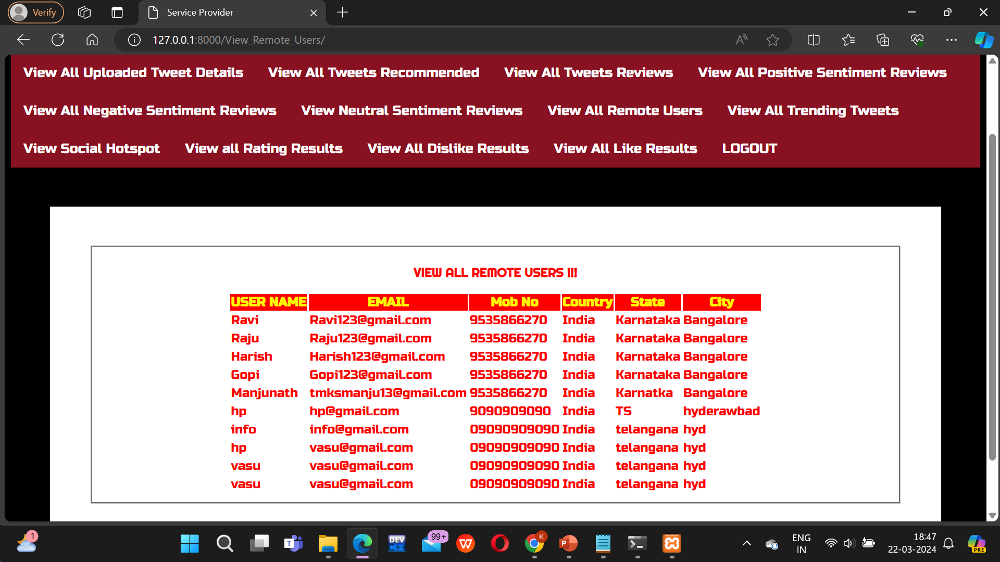 Verify
Service Provider
127.0.0.1:8000/View_Remote_Users/
View All Uploaded Tweet Details View All Tweets Recommended View All Tweets Reviews View All Positive Sentiment Reviews
View All Negative Sentiment Reviews View Neutral Sentiment Reviews View All Remote Users View All Trending Tweets
View Social Hotspot View all Rating Results View All Dislike Results View All Like Results LOGOUT
VIEW ALL REMOTE USERS !!!
USER NAME EMAIL Mob No Country State City
Ravi Ravi123@gmail.com 9535866270 India Karnataka Bangalore
Raju Raju123@gmail.com 9535866270 India Karnataka Bangalore
Harish Harish123@gmail.com 9535866270 India Karnataka Bangalore
Gopi Gopi123@gmail.com 9535866270 India Karnataka Bangalore
Manjunath tmksmanju13@gmail.com 9535866270 India Karnatka Bangalore
hp hp@gmail.com 9090909090 India TS hyderawbad
info info@gmail.com 09090909090 India telangana hyd
hp vasu@gmail.com 09090909090 India telangana hyd
vasu vasu@gmail.com 09090909090 India telangana hyd
vasu vasu@gmail.com 09090909090 India telangana hyd
1
T
DEV
C++
99+
K
P
ENG
IN
18:47
22-03-2024
PRE